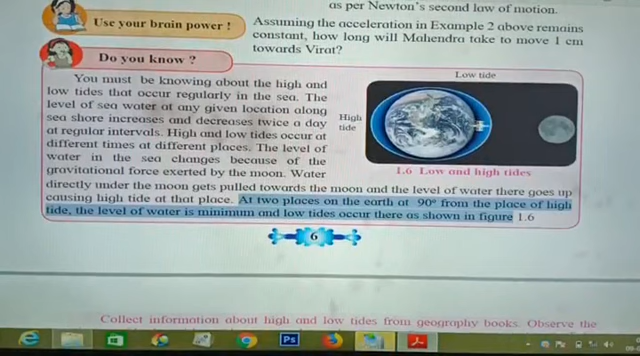 as per Newton's second law of motion.
Use your brain power !
Assuming the acceleration in Example 2 above remains
constant, how long will Mahendra take to move 1 cm
towards Virat?
Do you know ?
You must be knowing about the high and
low tides that occur regularly in the sea. The
level of sea water at any given location along
sea shore increases and decreases twice a day
at regular intervals. High and low tides occur at
different times at different places. The level of
water in the sea changes because of the
gravitational force exerted by the moon. Water
directly under the moon gets pulled towards the moon and the level of water there goes up
causing high tide at that place. At two places on the earth at 90° from the place of high
tide, the level of water is minimum and low tides occur there as shown in figure 1.6
Low tide
High
tide
1.6 Low and high tides
6
Collect information about high and low tides from geography books. Observe the
Ps